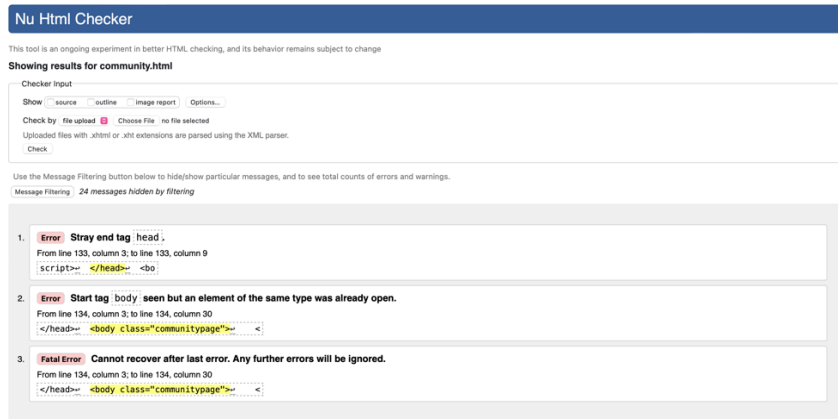 Nu Html Checker
This tool is an ongoing experiment in better HTML checking, and its behavior remains subject to change
Showing results for community.html
Checker Input
Show source outline image report Options...
Check by file upload Choose File no file selected
Uploaded files with .xhtml or .xht extensions are parsed using the XML parser.
Check
Use the Message Filtering button below to hide/show particular messages, and to see total counts of errors and warnings.
Message Filtering 24 messages hidden by filtering
1. Error Stray end tag head.
From line 133, column 3; to line 133, column 9
script>↩ </head>↩ <bo
2. Error Start tag body seen but an element of the same type was already open.
From line 134, column 3; to line 134, column 30
</head>↩ <body class="communitypage">↩ <
3. Fatal Error Cannot recover after last error. Any further errors will be ignored.
From line 134, column 3; to line 134, column 30
</head>↩ <body class="communitypage">↩ <